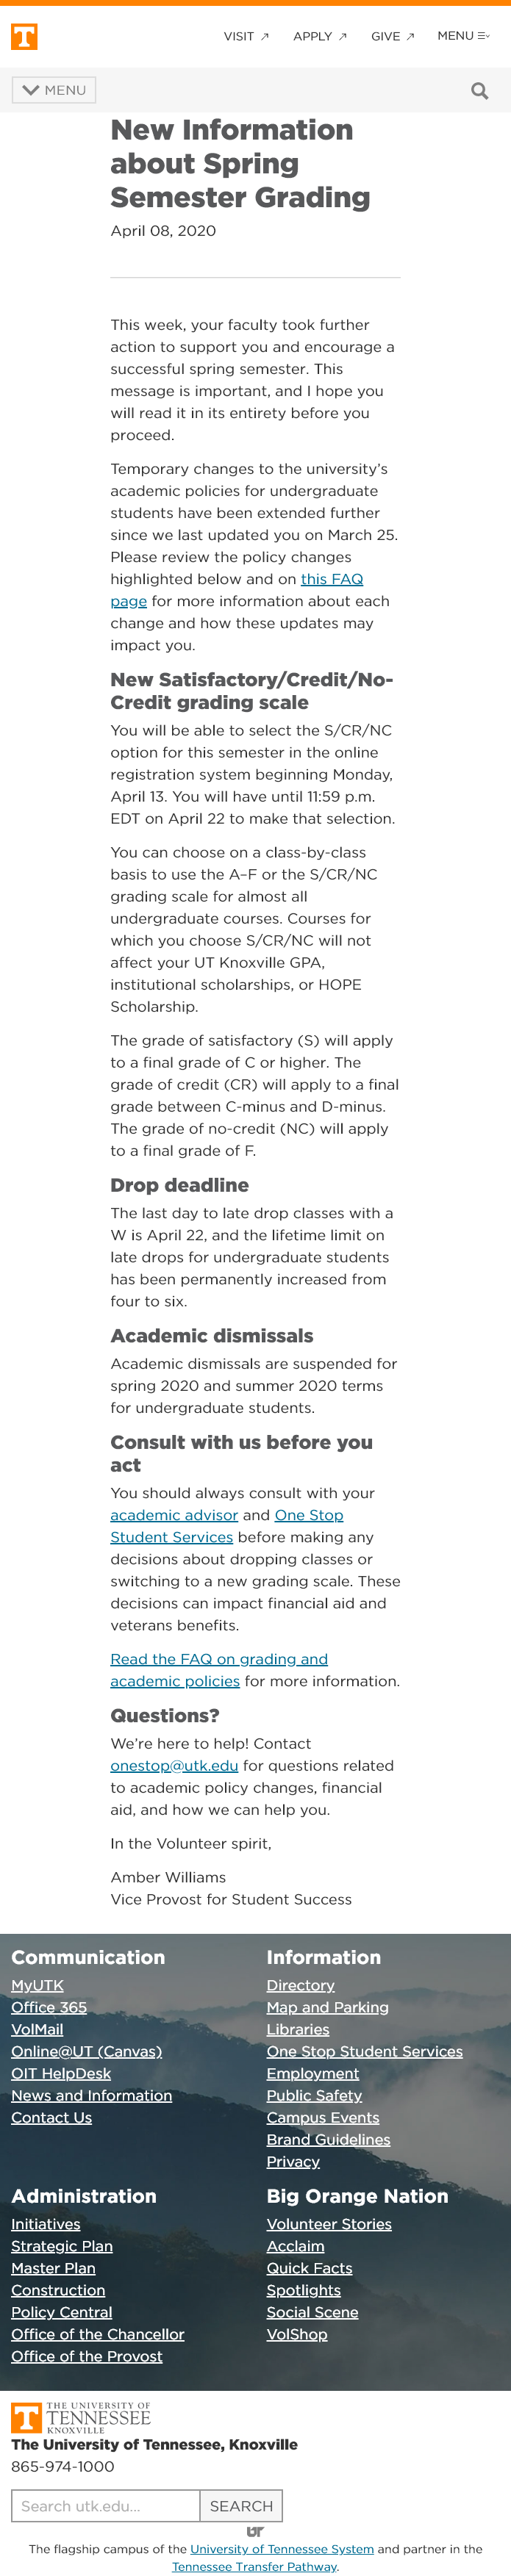 VISIT ↗ APPLY ↗ GIVE ↗ MENU
MENU
New Information
about Spring
Semester Grading
April 08, 2020
This week, your faculty took further
action to support you and encourage a
successful spring semester. This
message is important, and I hope you
will read it in its entirety before you
proceed.
Temporary changes to the university’s
academic policies for undergraduate
students have been extended further
since we last updated you on March 25.
Please review the policy changes
highlighted below and on this FAQ
page for more information about each
change and how these updates may
impact you.
New Satisfactory/Credit/No-
Credit grading scale
You will be able to select the S/CR/NC
option for this semester in the online
registration system beginning Monday,
April 13. You will have until 11:59 p.m.
EDT on April 22 to make that selection.
You can choose on a class-by-class
basis to use the A–F or the S/CR/NC
grading scale for almost all
undergraduate courses. Courses for
which you choose S/CR/NC will not
affect your UT Knoxville GPA,
institutional scholarships, or HOPE
Scholarship.
The grade of satisfactory (S) will apply
to a final grade of C or higher. The
grade of credit (CR) will apply to a final
grade between C-minus and D-minus.
The grade of no-credit (NC) will apply
to a final grade of F.
Drop deadline
The last day to late drop classes with a
W is April 22, and the lifetime limit on
late drops for undergraduate students
has been permanently increased from
four to six.
Academic dismissals
Academic dismissals are suspended for
spring 2020 and summer 2020 terms
for undergraduate students.
Consult with us before you
act
You should always consult with your
academic advisor and One Stop
Student Services before making any
decisions about dropping classes or
switching to a new grading scale. These
decisions can impact financial aid and
veterans benefits.
Read the FAQ on grading and
academic policies for more information.
Questions?
We’re here to help! Contact
onestop@utk.edu for questions related
to academic policy changes, financial
aid, and how we can help you.
In the Volunteer spirit,
Amber Williams
Vice Provost for Student Success
Communication
MyUTK
Office 365
VolMail
Online@UT (Canvas)
OIT HelpDesk
News and Information
Contact Us
Information
Directory
Map and Parking
Libraries
One Stop Student Services
Employment
Public Safety
Campus Events
Brand Guidelines
Privacy
Administration
Initiatives
Strategic Plan
Master Plan
Construction
Policy Central
Office of the Chancellor
Office of the Provost
Big Orange Nation
Volunteer Stories
Acclaim
Quick Facts
Spotlights
Social Scene
VolShop
THE UNIVERSITY OF
TENNESSEE
KNOXVILLE
The University of Tennessee, Knoxville
865-974-1000
Search utk.edu... SEARCH
The flagship campus of the University of Tennessee System and partner in the
Tennessee Transfer Pathway.